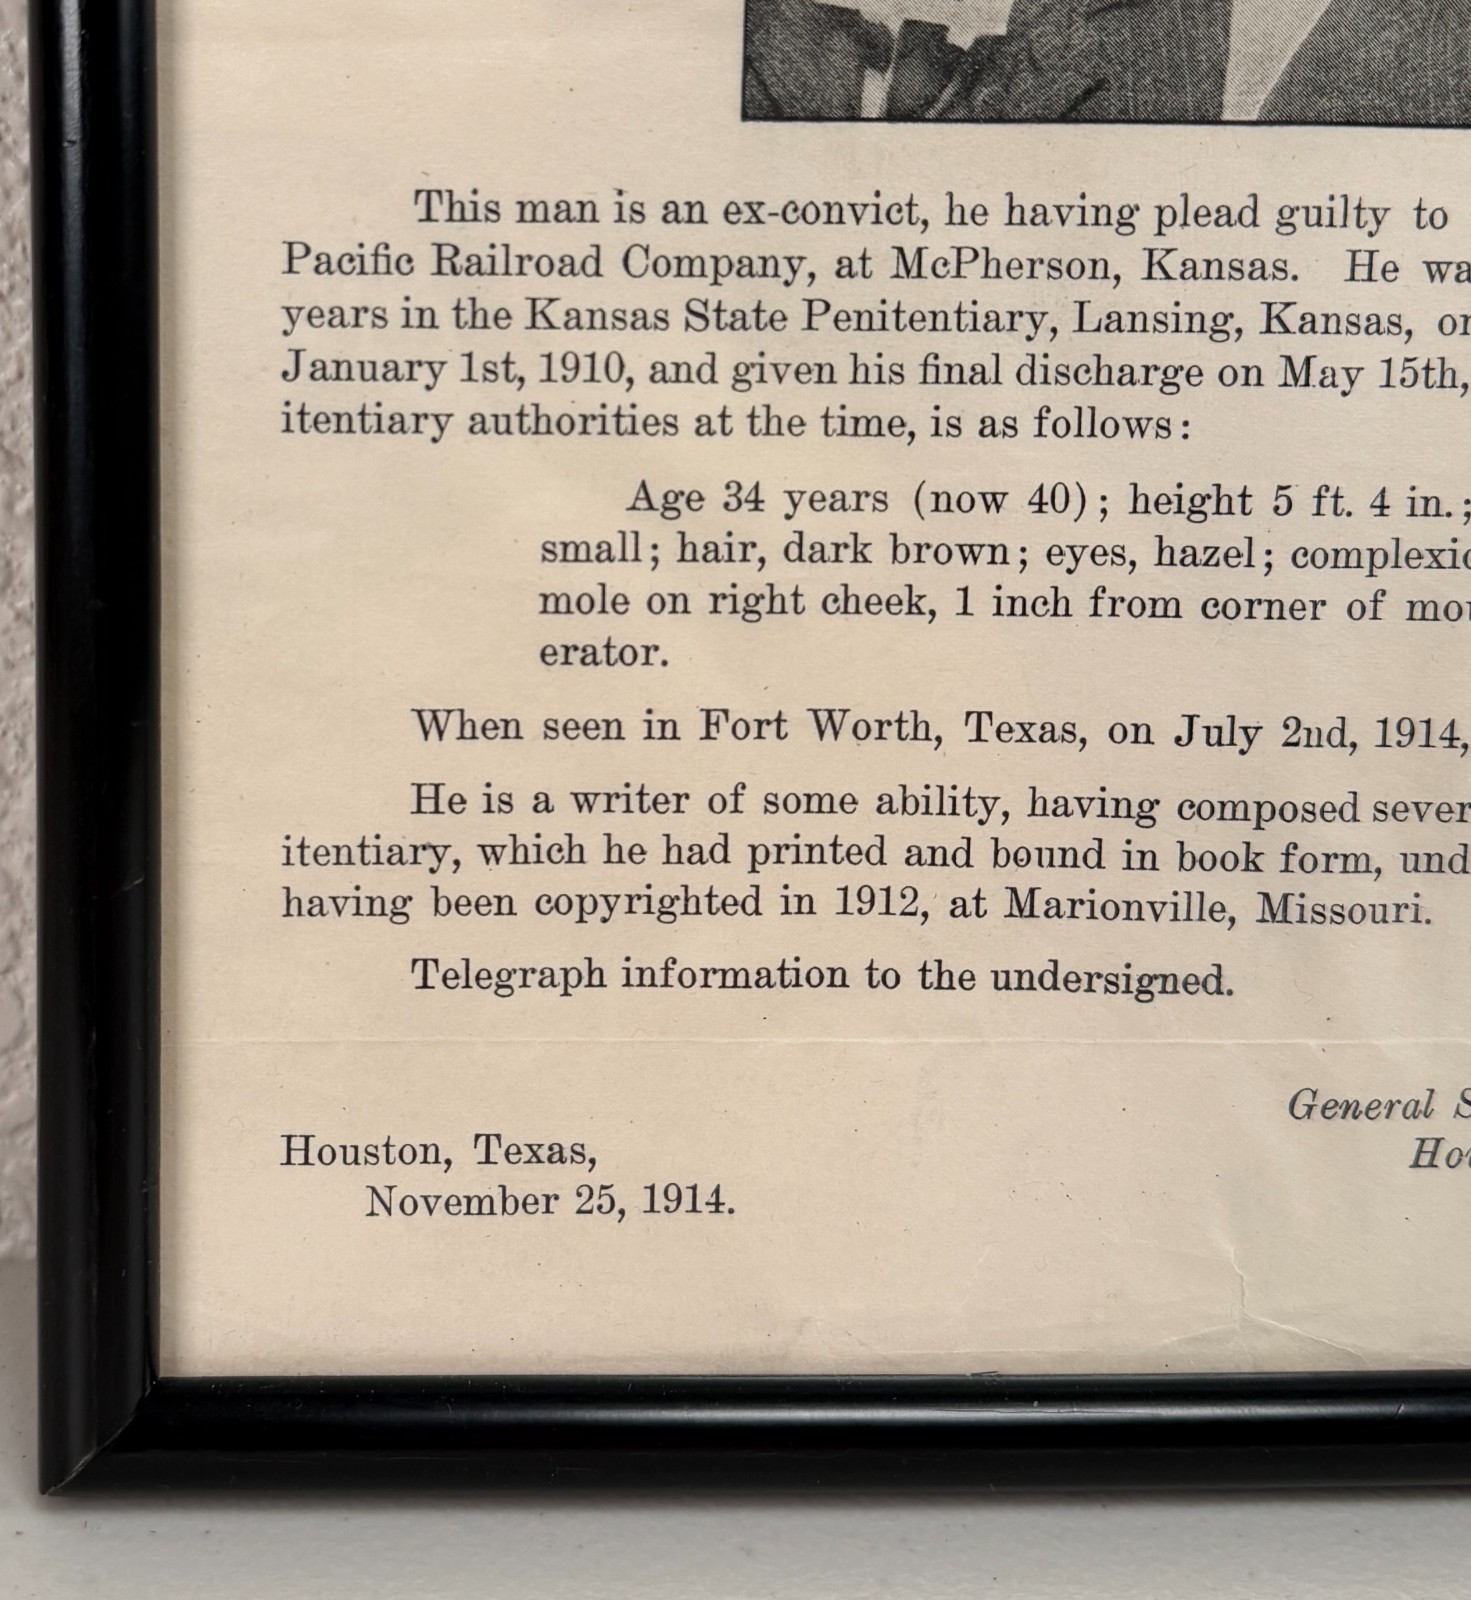 This man is an ex-convict, he having plead guilty to
Pacific Railroad Company, at McPherson, Kansas. He
years in the Kansas State Penitentiary, Lansing, Kansas,
January 1st, 1910, and given his final discharge on May 15th,
itentiary authorities at the time, is as follows:
Age 34 years (now 40); height 5 ft. 4 in.;
small; hair, dark brown; eyes, hazel;
mole on right cheek, 1 inch from corner of
erator.
When seen in Fort Worth, Texas, on July 2nd, 1914,
He is a writer of some ability, having composed
itentiary, which he had printed and bound in book form,
having been copyrighted in 1912, at Marionville, Missouri.
Telegraph information to the undersigned.
General
Houston, Texas,
November 25, 1914.